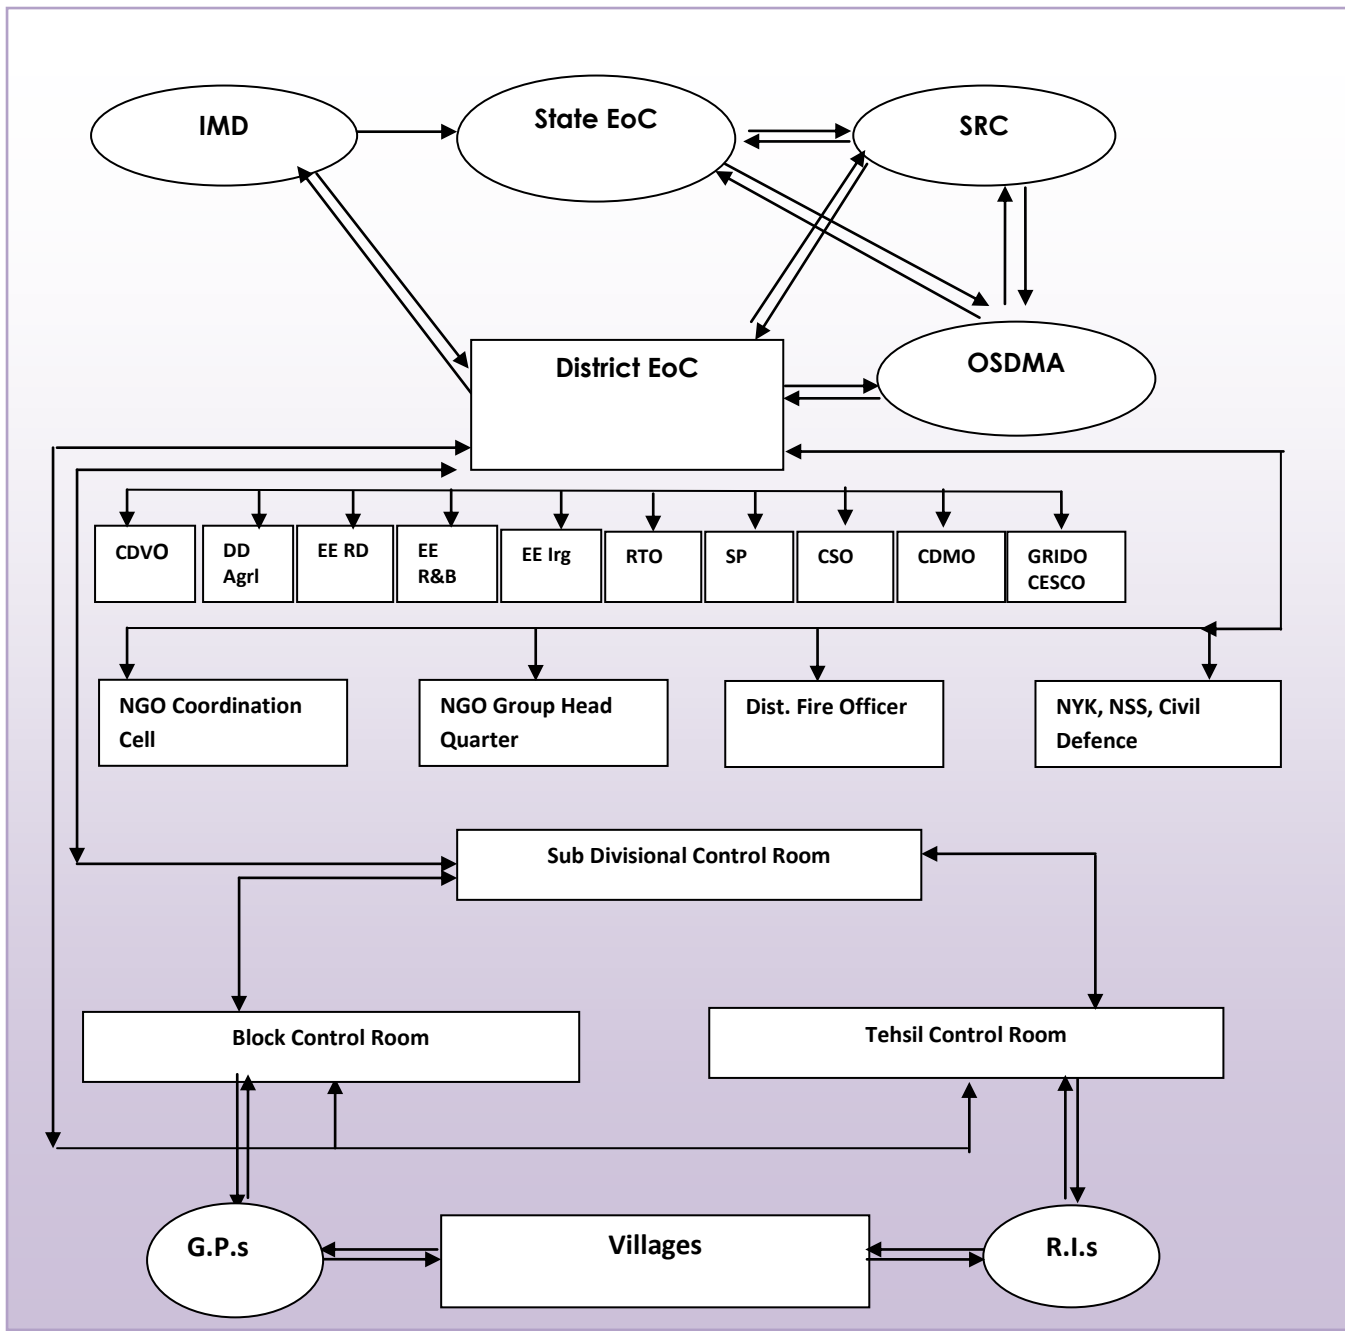 IMD
State EoC
SRC
District EoC
OSDMA
CDVO
DD
Agrl
EE RD
EE
R&B
EE Irg
RTO
SP
CSO
CDMO
GRIDO
CESCO
NGO Coordination
Cell
NGO Group Head
Quarter
Dist. Fire Officer
NYK, NSS, Civil
Defence
Sub Divisional Control Room
Block Control Room
Tehsil Control Room
G.P.s
Villages
R.I.s